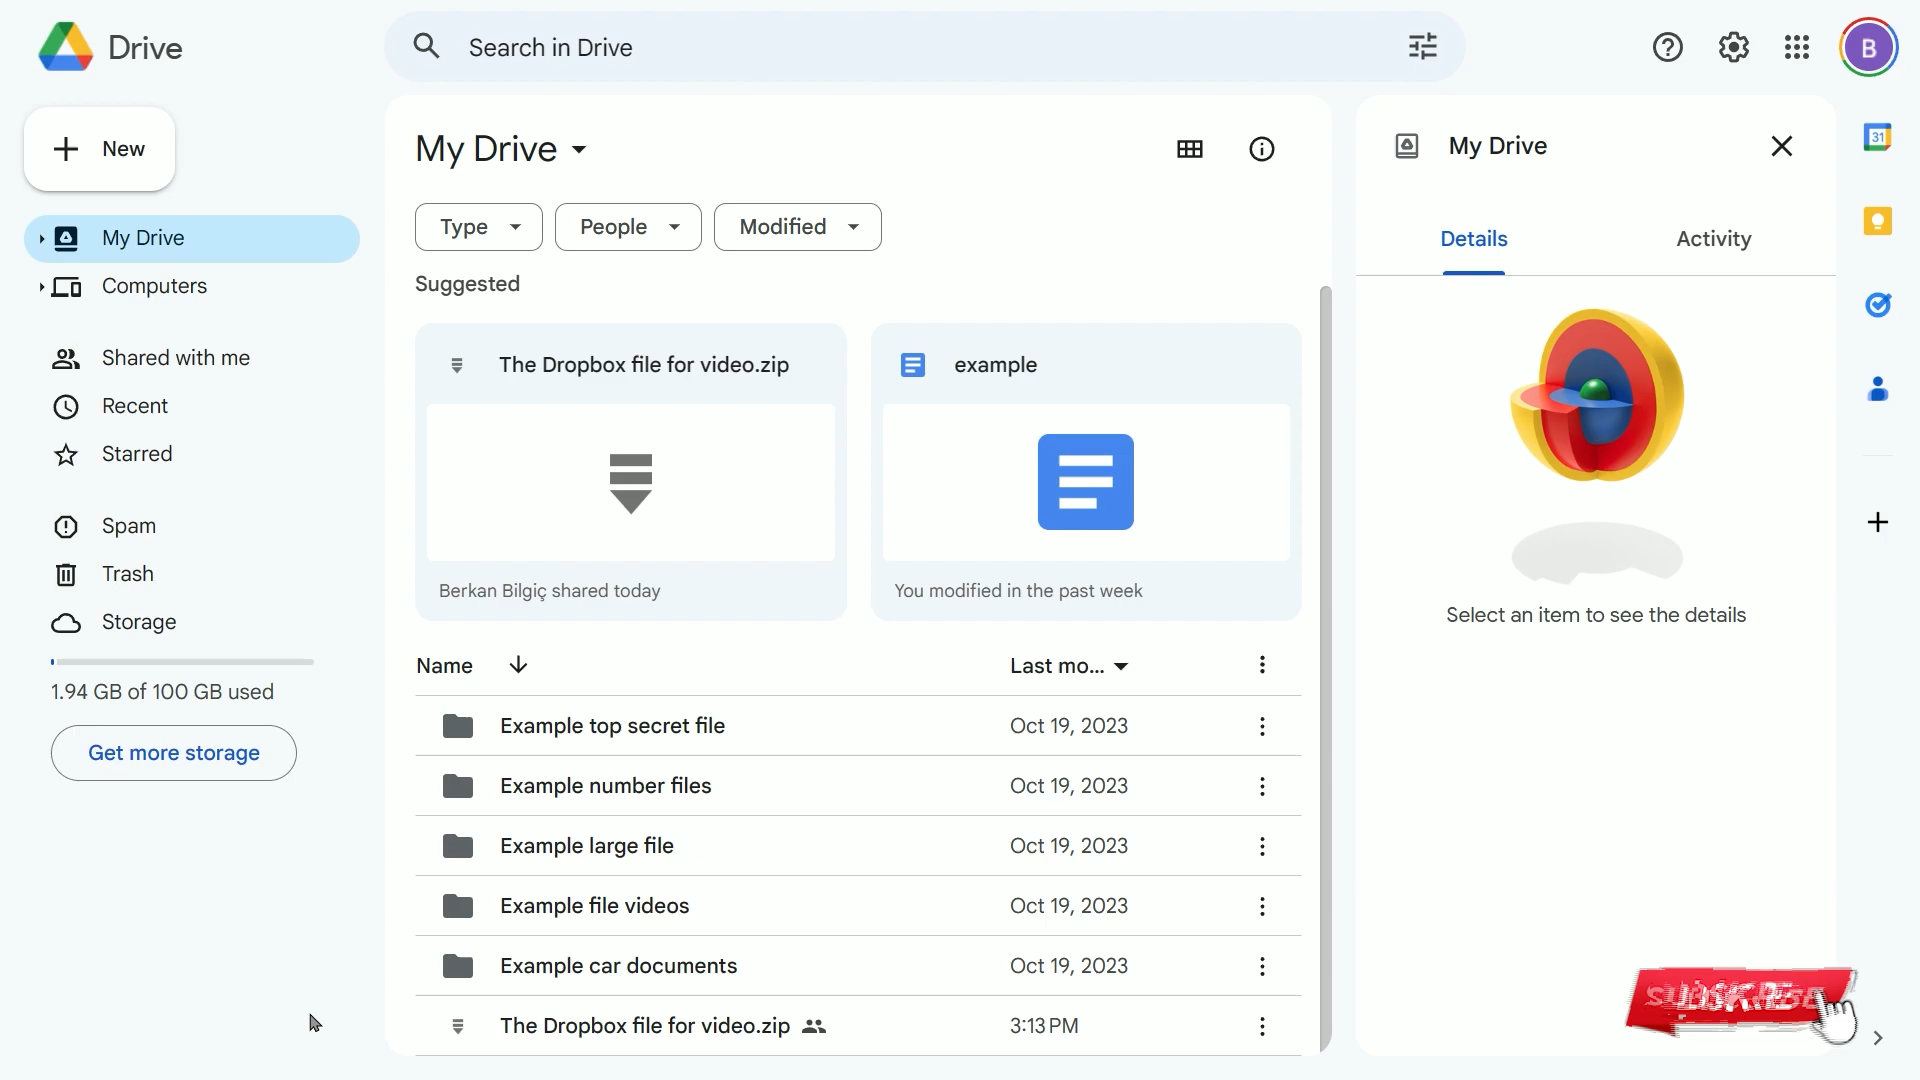 Drive
Search in Drive
B
New
My Drive
Computers
Shared with me
Recent
Starred
Spam
Trash
Storage
1.94 GB of 100 GB used
Get more storage
My Drive
Type
People
Modified
Suggested
The Dropbox file for video.zip
Berkan Bilgiç shared today
example
You modified in the past week
Name
Last mo...
Example top secret file
Oct 19, 2023
Example number files
Oct 19, 2023
Example large file
Oct 19, 2023
Example file videos
Oct 19, 2023
Example car documents
Oct 19, 2023
The Dropbox file for video.zip
3:13 PM
My Drive
Details
Activity
Select an item to see the details
31